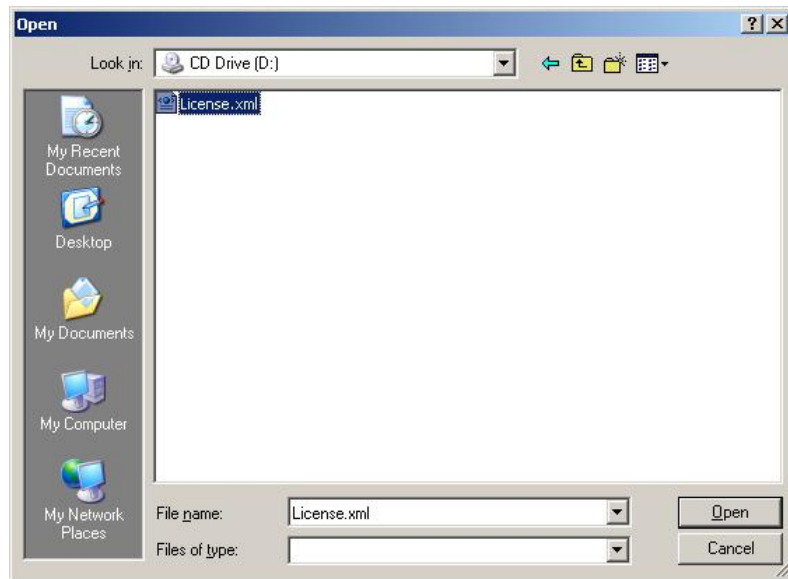 Open
Look in: CD Drive (D:)
License.xml
My Recent
Documents
Desktop
My Documents
My Computer
My Network
Places
File name: License.xml Open
Files of type: Cancel